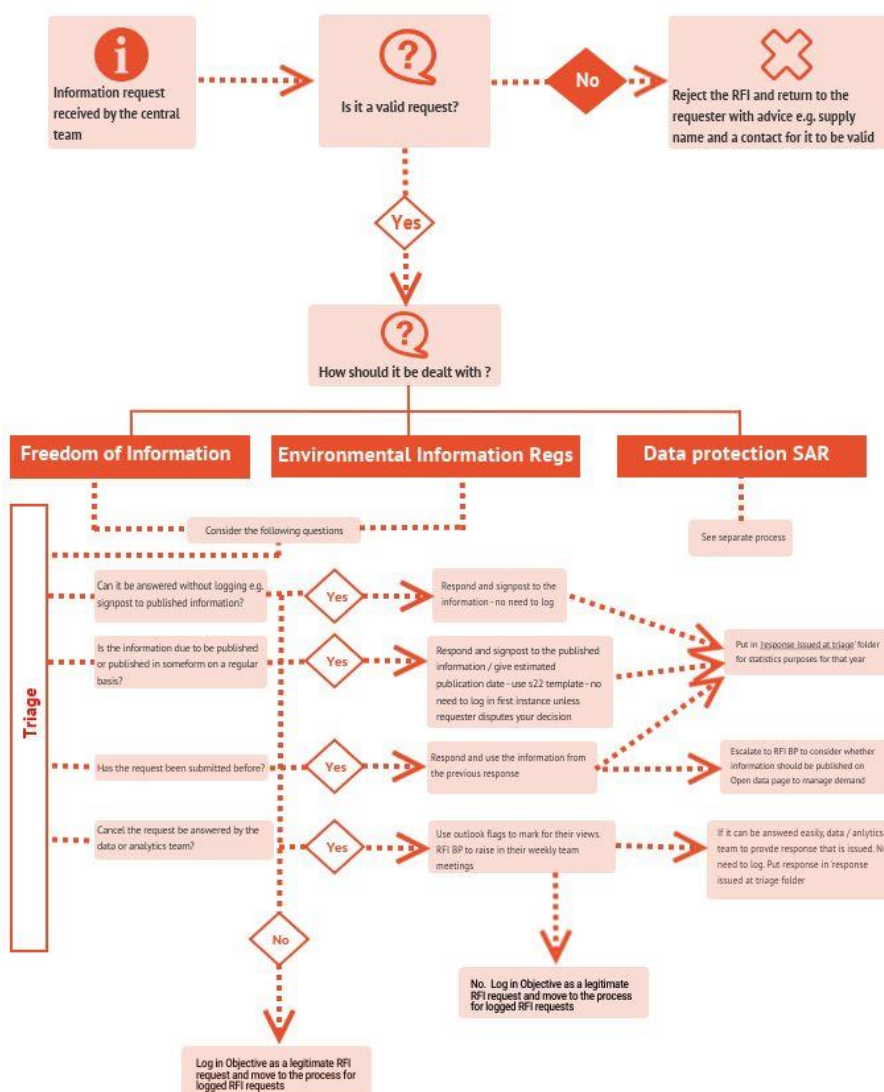 Information request
received by the central
team
Is it a valid request?
No
Reject the RFI and return to the
requester with advice e.g. supply
name and a contact for it to be valid
Yes
How should it be dealt with ?
Freedom of Information
Environmental Information Regs
Data protection SAR
Consider the following questions
See separate process
Triage
Can it be answered without logging e.g.
signpost to published information?
Yes
Respond and signpost to the
information - no need to log
Put in 'response issued at triage' folder
for statistics purposes for that year
Is the information due to be published
or published in someform on a regular
basis?
Yes
Respond and signpost to the published
information / give estimated
publication date - use s22 template - no
need to log in first instance unless
requester disputes your decision
Has the request been submitted before?
Yes
Respond and use the information from
the previous response
Escalate to RFI BP to consider whether
information should be published on
Open data page to manage demand
Cancel the request be answered by the
data or analytics team?
Yes
Use outlook flags to mark for their views.
RFI BP to raise in their weekly team
meetings
If it can be answeed easily, data / anlytics
team to provde response that is issued. No
need to log. Put response in 'response
issued at triage folder
No
No. Log in Objective as a legitimate
RFI request and move to the process
for logged RFI requests
Log in Objective as a legitimate RFI
request and move to the process for
logged RFI requests